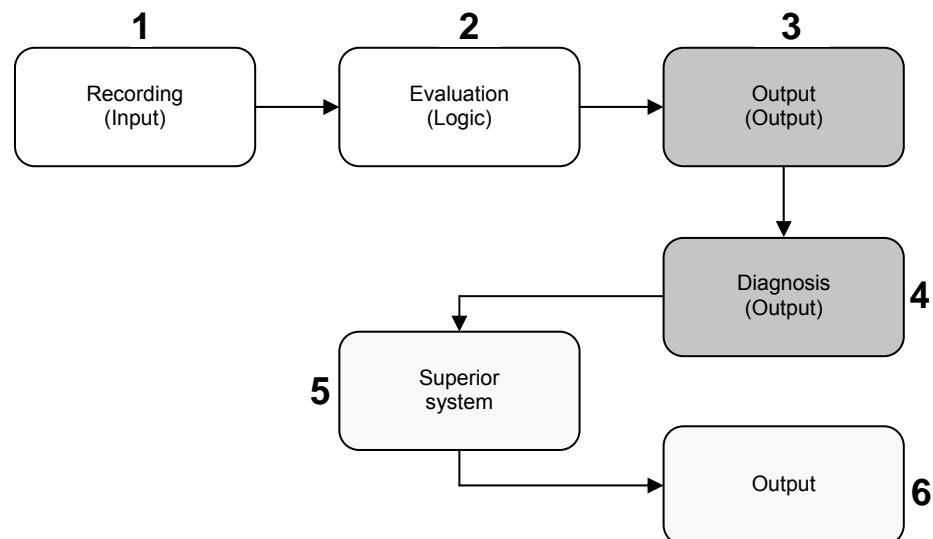 1
2
3
Recording
(Input)
Evaluation
(Logic)
Output
(Output)
Diagnosis
(Output)
4
5
Superior
system
Output
6